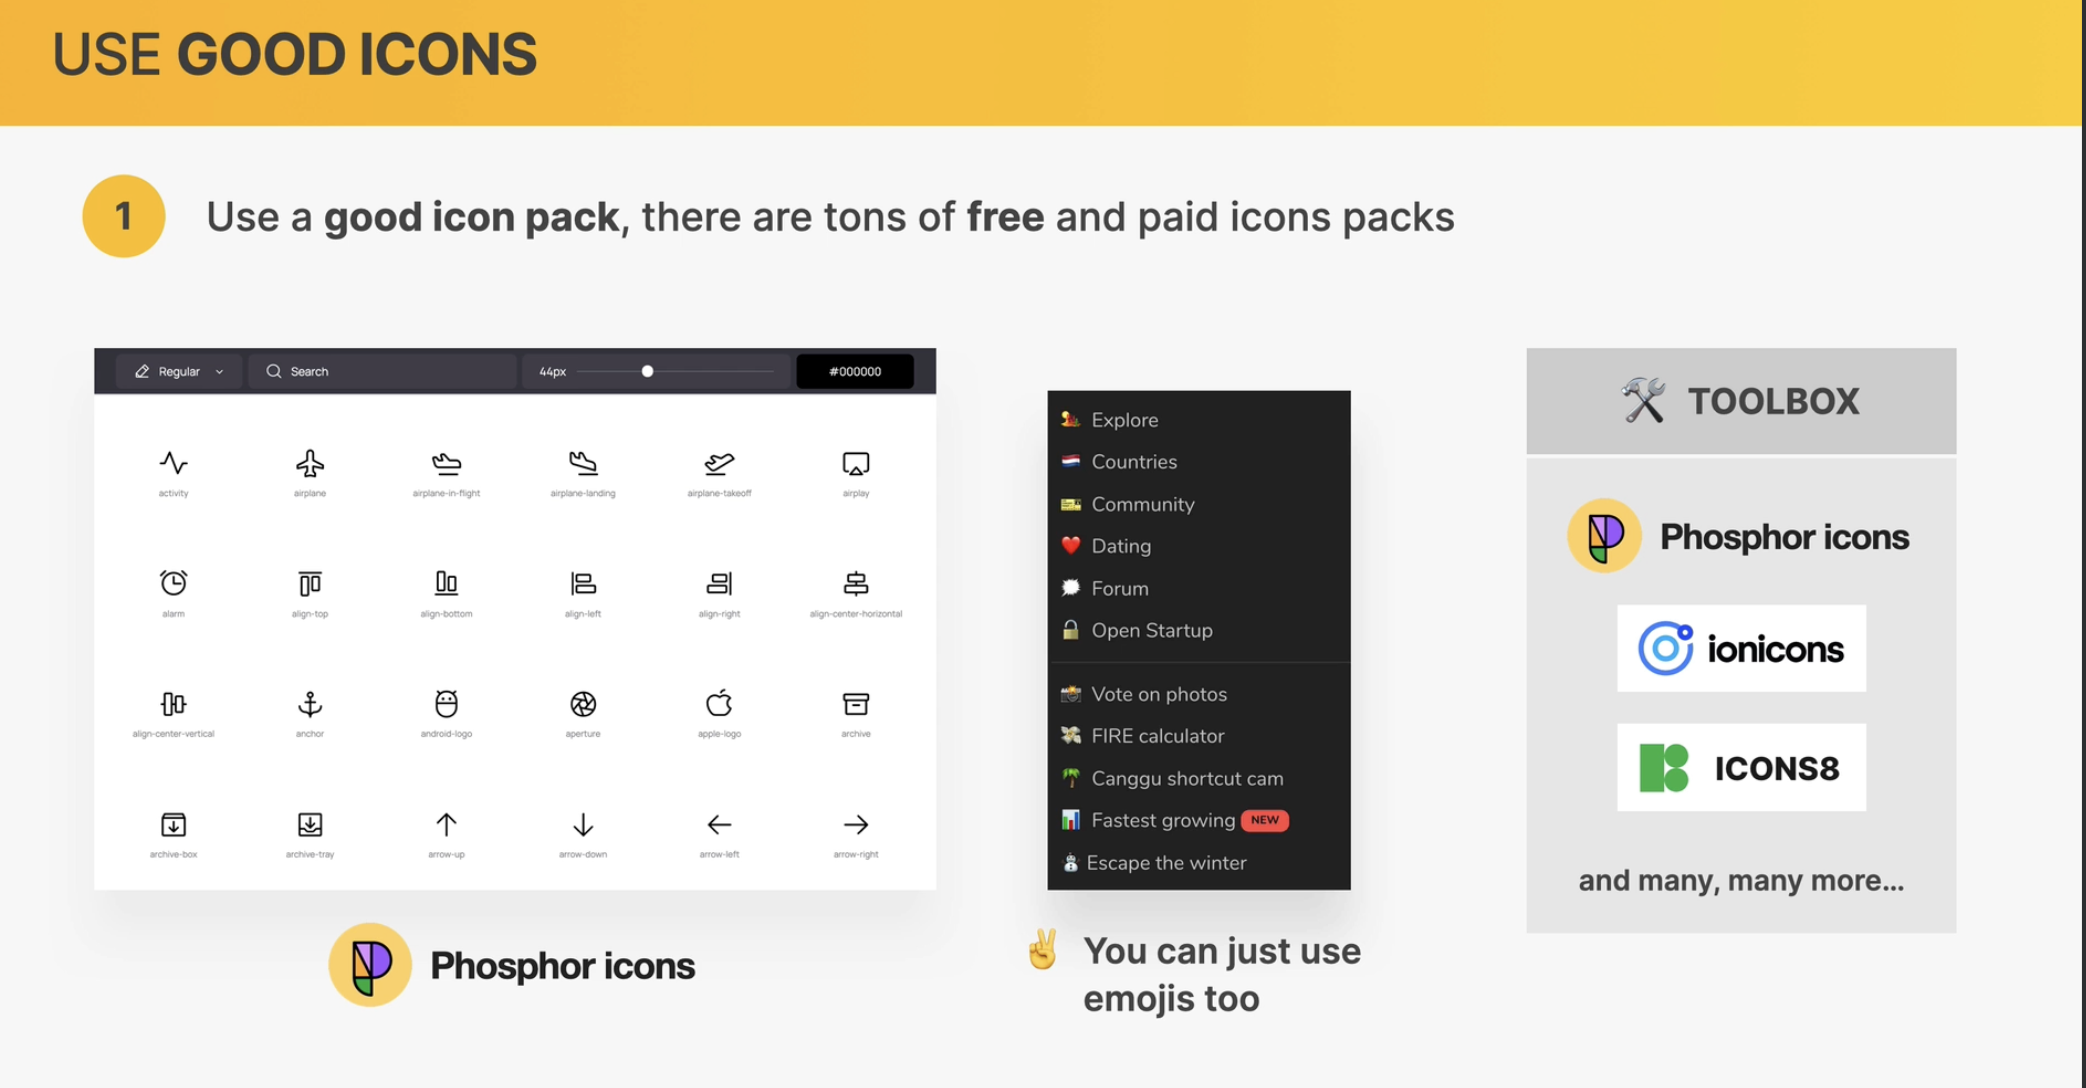 USE GOOD ICONS
1
Use a good icon pack, there are tons of free and paid icons packs
Regular
Search
44px
#000000
activity
airplane
airplane-in-flight
airplane-landing
airplane-takeoff
airplay
alarm
align-top
align-bottom
align-left
align-right
align-center-horizontal
align-center-vertical
anchor
android-logo
aperture
apple-logo
archive
archive-box
archive-tray
arrow-up
arrow-down
arrow-left
arrow-right
Phosphor icons
Explore
Countries
Community
Dating
Forum
Open Startup
Vote on photos
FIRE calculator
Canggu shortcut cam
Fastest growing NEW
Escape the winter
You can just use
emojis too
TOOLBOX
Phosphor icons
ionicons
ICONS8
and many, many more...